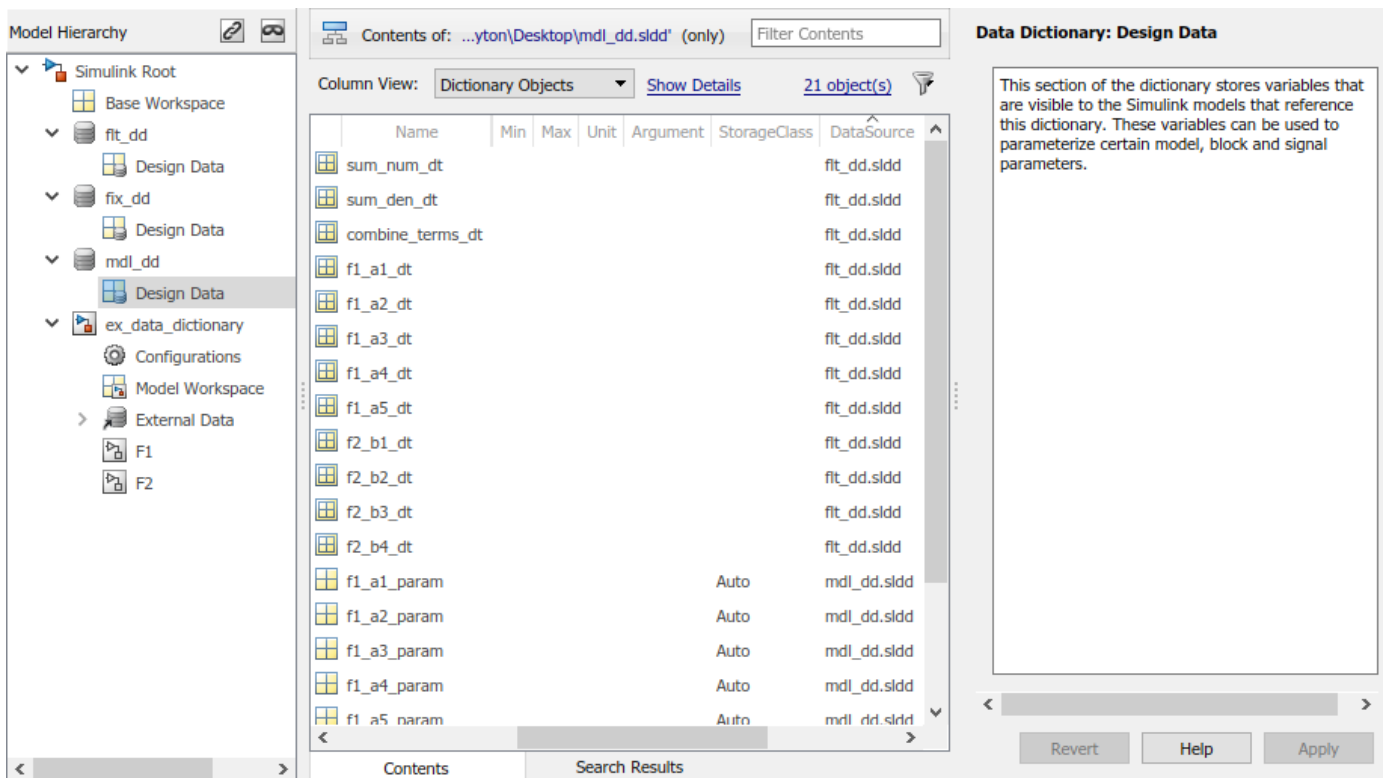 Model Hierarchy
Simulink Root
Base Workspace
flt_dd
Design Data
fix_dd
Design Data
mdl_dd
Design Data
ex_data_dictionary
Configurations
Model Workspace
External Data
F1
F2
Contents of: ...yton\Desktop\mdl_dd.sldd' (only) Filter Contents
Column View: Dictionary Objects Show Details 21 object(s)
Name Min Max Unit Argument StorageClass DataSource
sum_num_dt flt_dd.sldd
sum_den_dt flt_dd.sldd
combine_terms_dt flt_dd.sldd
f1_a1_dt flt_dd.sldd
f1_a2_dt flt_dd.sldd
f1_a3_dt flt_dd.sldd
f1_a4_dt flt_dd.sldd
f1_a5_dt flt_dd.sldd
f2_b1_dt flt_dd.sldd
f2_b2_dt flt_dd.sldd
f2_b3_dt flt_dd.sldd
f2_b4_dt flt_dd.sldd
f1_a1_param Auto mdl_dd.sldd
f1_a2_param Auto mdl_dd.sldd
f1_a3_param Auto mdl_dd.sldd
f1_a4_param Auto mdl_dd.sldd
f1_a5_param Auto mdl_dd.sldd
Contents Search Results
Data Dictionary: Design Data
This section of the dictionary stores variables that
are visible to the Simulink models that reference
this dictionary. These variables can be used to
parameterize certain model, block and signal
parameters.
Revert Help Apply